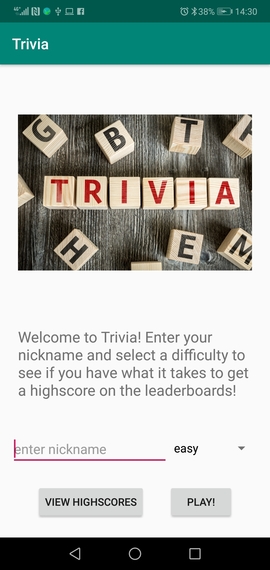 38% 14:30
Trivia
G B T
TRIVIA
H E M
Welcome to Trivia! Enter your
nickname and select a difficulty to
see if you have what it takes to get
a highscore on the leaderboards!
enter nickname easy
VIEW HIGHSCORES PLAY!